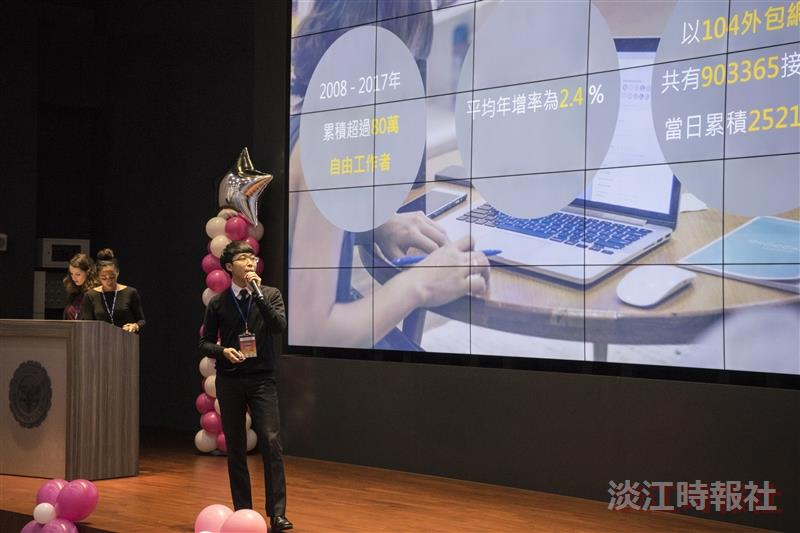 2008 - 2017年
累積超過80萬
自由工作者
平均年增率為2.4 %
以104外包網
共有903365接
當日累積2521
淡江時報社